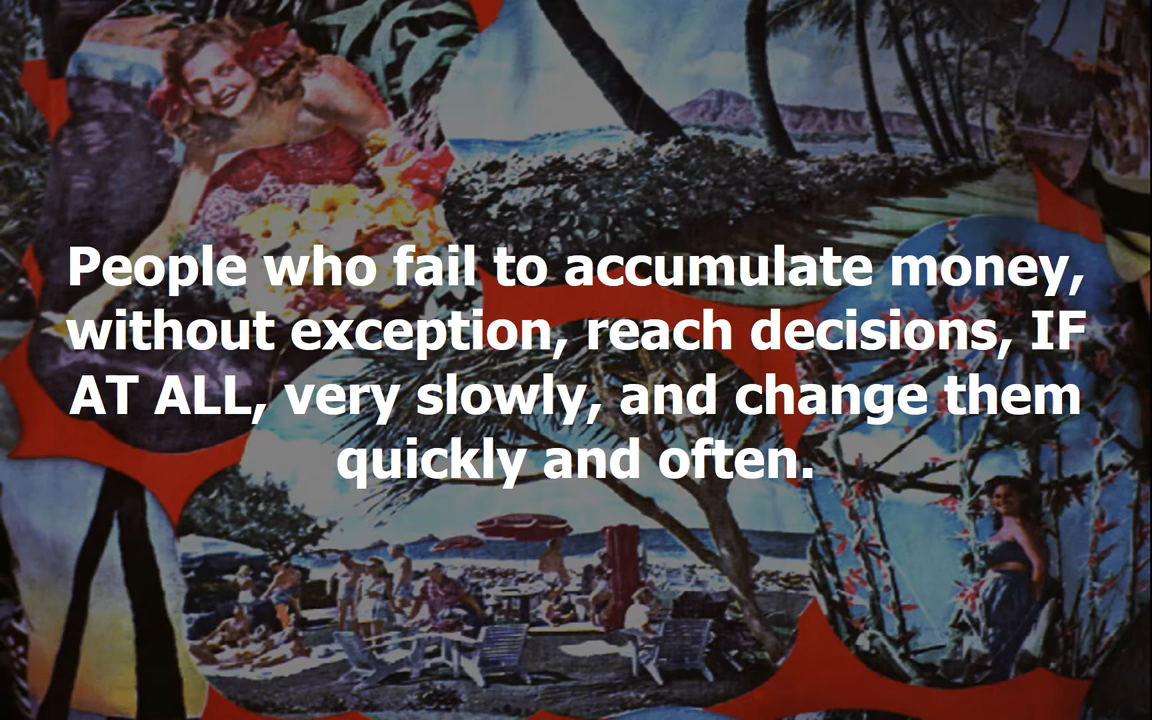 People who fail to accumulate money,
without exception, reach decisions, IF
AT ALL, very slowly, and change them
quickly and often.